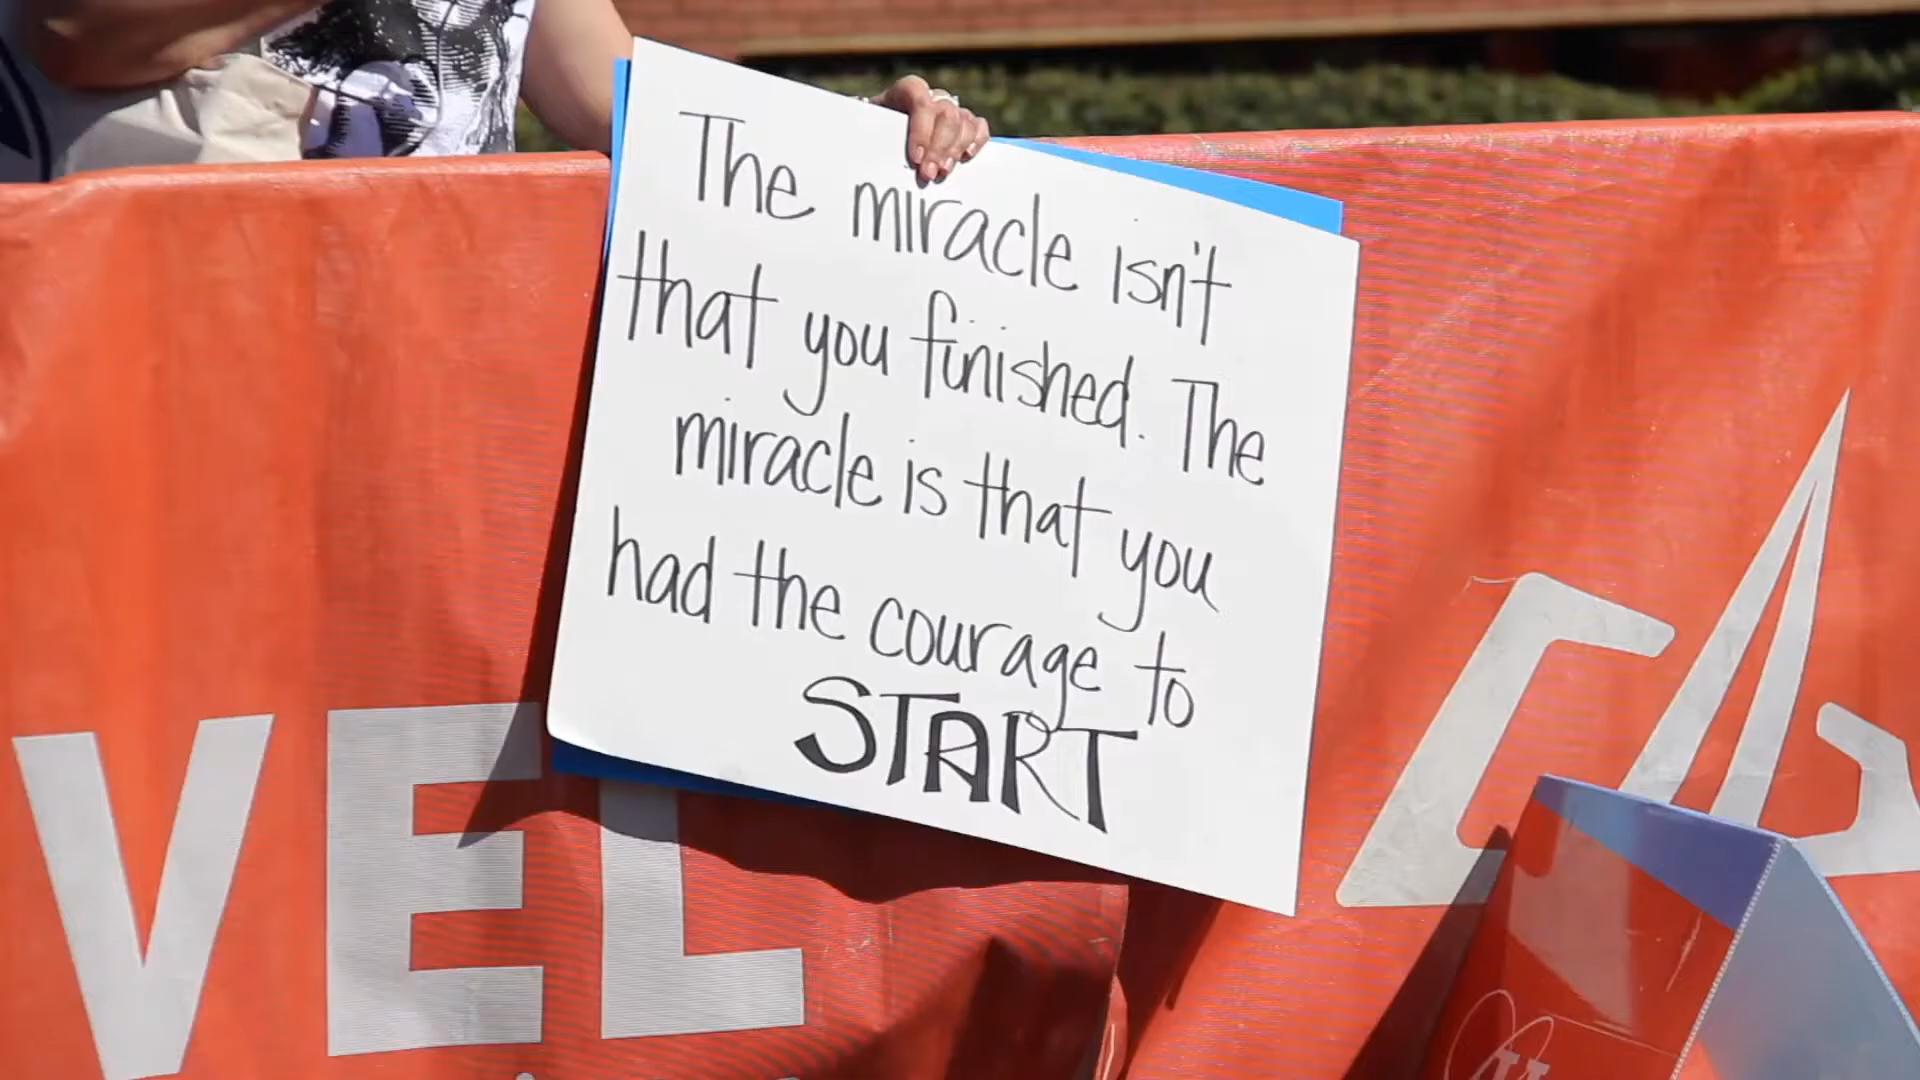 The miracle isn't
that you finished. The
miracle is that you
had the courage to
START
VEL